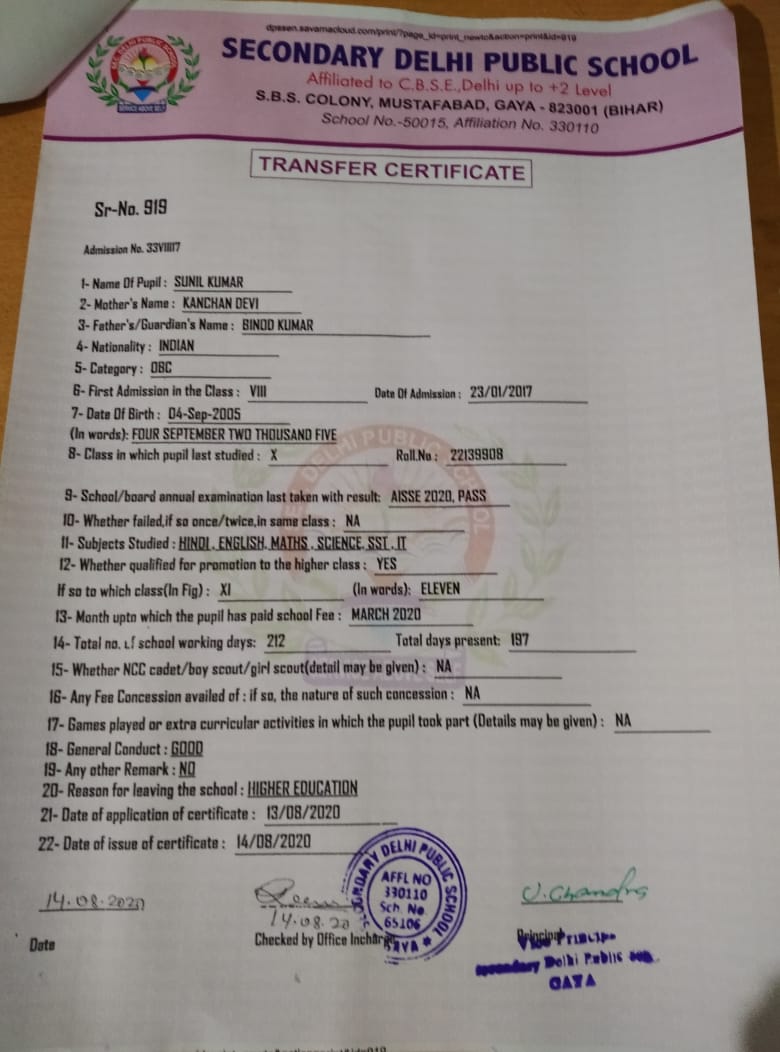 dpssen.savamacloud.com/print/?page_id=print_newtc&action=print&id=919
SECONDARY DELHI PUBLIC SCHOOL
Affiliated to C.B.S.E.,Delhi up to +2 Level
S.B.S. COLONY, MUSTAFABAD, GAYA - 823001 (BIHAR)
School No.-50015, Affiliation No. 330110
SERVICE ABOVE SELF
TRANSFER CERTIFICATE
Sr-No. 919
Admission No. 33VIII17
1- Name Of Pupil : SUNIL KUMAR
2- Mother's Name : KANCHAN DEVI
3- Father's/Guardian's Name : BINOD KUMAR
4- Nationality : INDIAN
5- Category : OBC
6- First Admission in the Class : VIII Date Of Admission : 23/01/2017
7- Date Of Birth : 04-Sep-2005
(In words): FOUR SEPTEMBER TWO THOUSAND FIVE
8- Class in which pupil last studied : X Roll.No : 22139908
9- School/board annual examination last taken with result: AISSE 2020, PASS
10- Whether failed,if so once/twice,in same class : NA
11- Subjects Studied : HINDI , ENGLISH, MATHS , SCIENCE, SST , IT
12- Whether qualified for promotion to the higher class : YES
If so to which class(In Fig) : XI (In words): ELEVEN
13- Month upto which the pupil has paid school Fee : MARCH 2020
14- Total no. of school working days: 212 Total days present: 197
15- Whether NCC cadet/boy scout/girl scout(detail may be given) : NA
16- Any Fee Concession availed of : if so, the nature of such concession : NA
17- Games played or extra curricular activities in which the pupil took part (Details may be given) : NA
18- General Conduct : GOOD
19- Any other Remark : NO
20- Reason for leaving the school : HIGHER EDUCATION
21- Date of application of certificate : 13/08/2020
22- Date of issue of certificate : 14/08/2020
14.08.2020
14.08.20
U. Chandra
SECONDARY DELHI PUBLIC SCHOOL
AFFL NO
330110
Sch. No.
65106
GAYA
Date
Checked by Office Incharge
Principal
Vice Principal
Secondary Delhi Public
GAYA